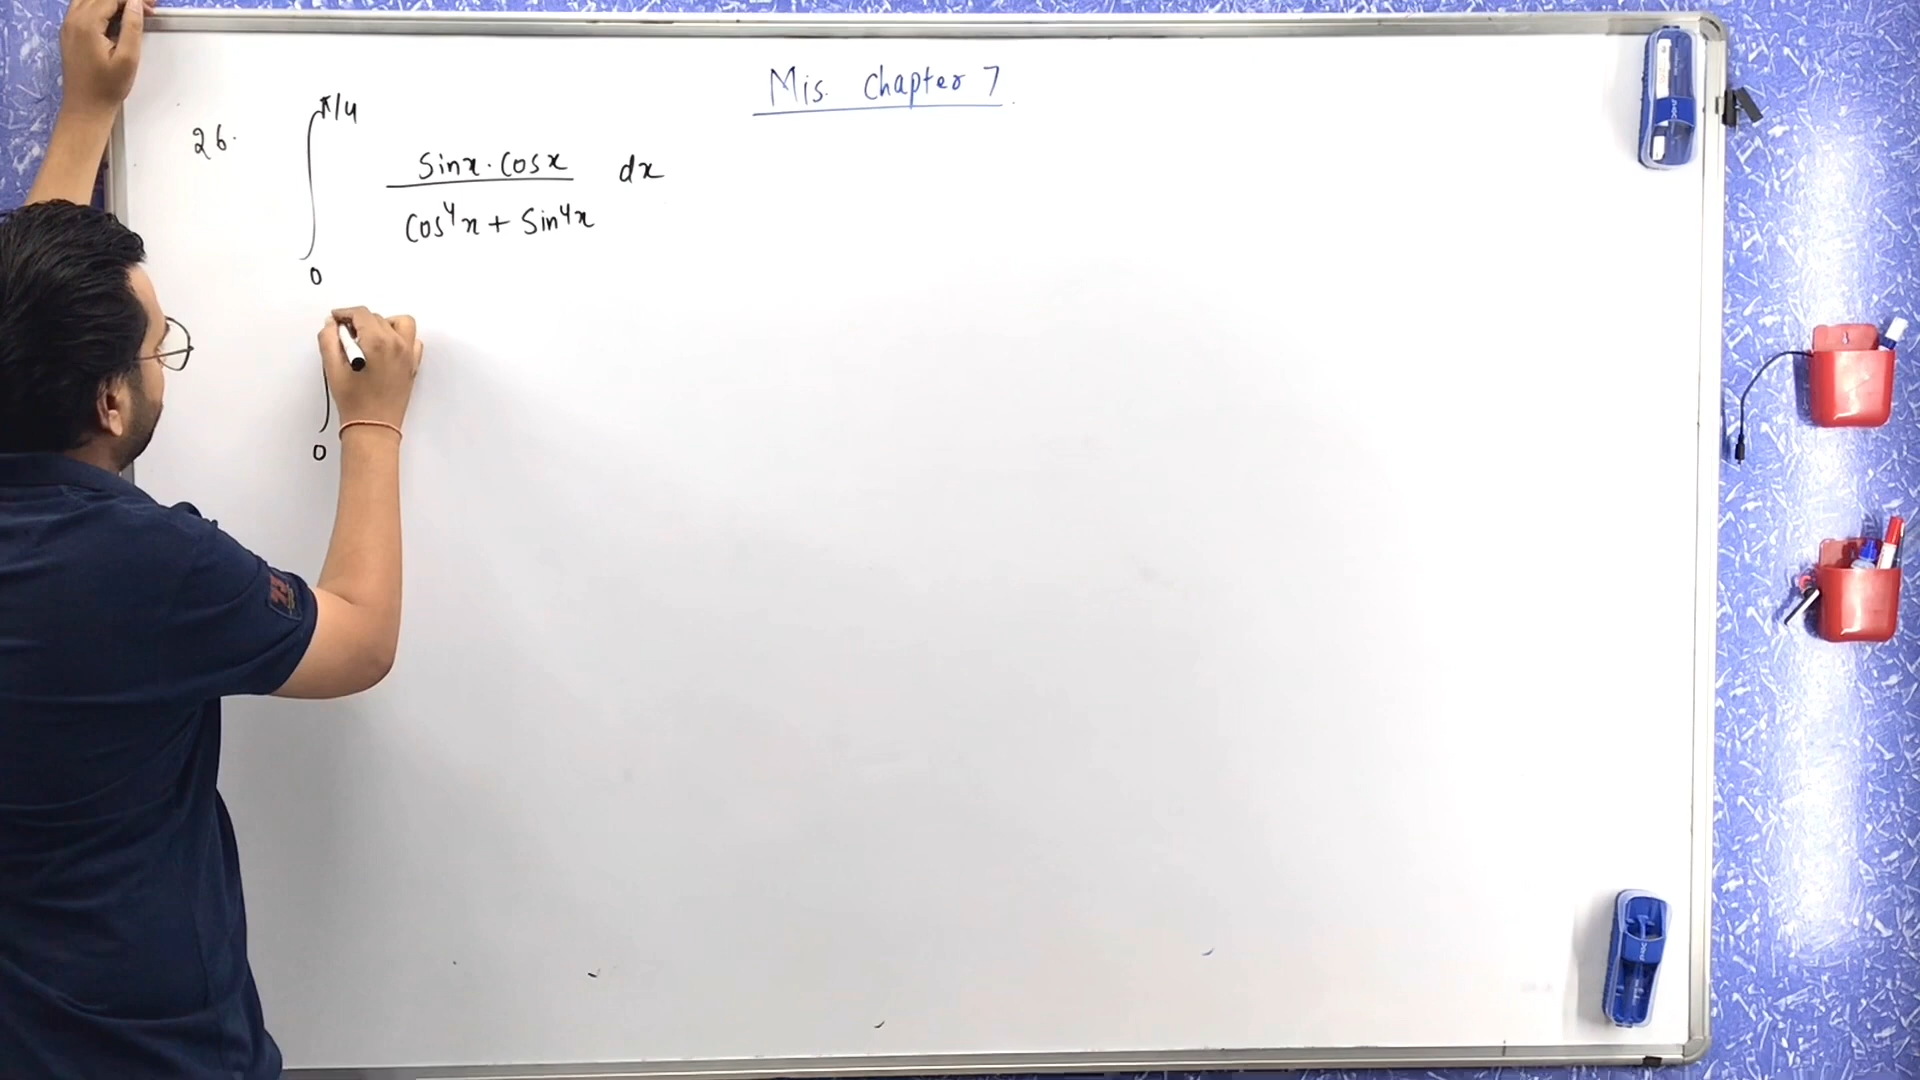 Mis. Chapter 7
26. ∫₀^π/4 Sinx·Cosx / Cos⁴x + Sin⁴x dx
∫₀